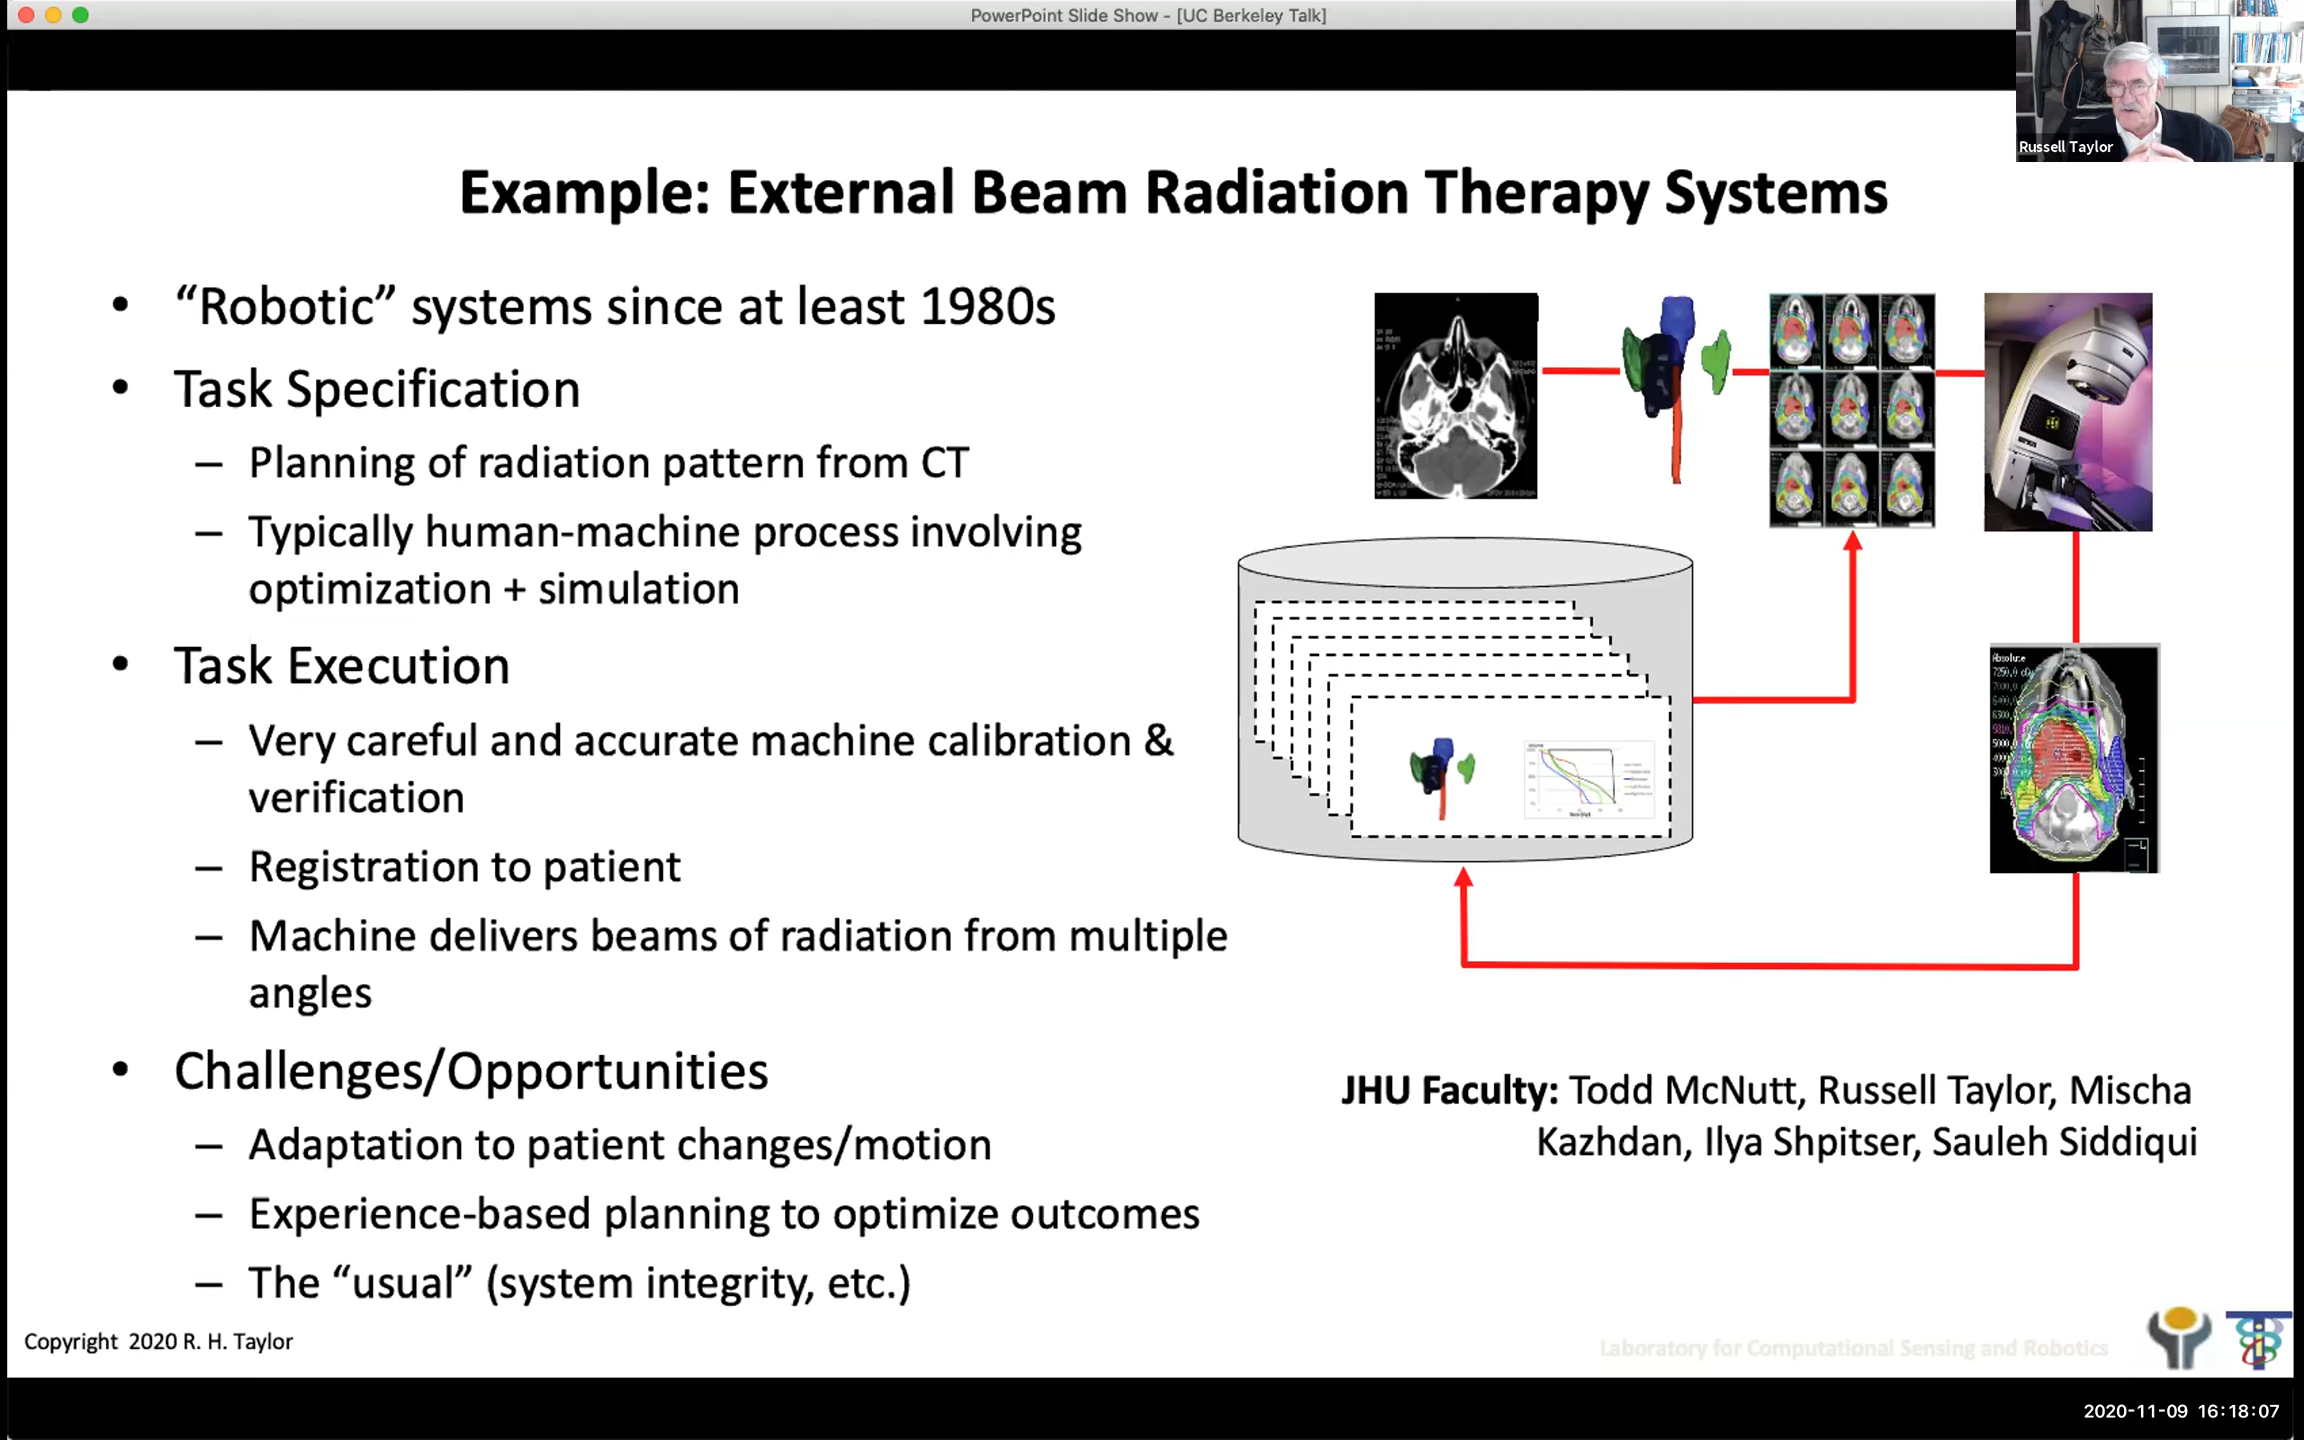 PowerPoint Slide Show - [UC Berkeley Talk]
Russell Taylor
Example: External Beam Radiation Therapy Systems
• “Robotic” systems since at least 1980s
• Task Specification
– Planning of radiation pattern from CT
– Typically human-machine process involving
optimization + simulation
• Task Execution
– Very careful and accurate machine calibration &
verification
– Registration to patient
– Machine delivers beams of radiation from multiple
angles
• Challenges/Opportunities
– Adaptation to patient changes/motion
– Experience-based planning to optimize outcomes
– The “usual” (system integrity, etc.)
Absolute
JHU Faculty: Todd McNutt, Russell Taylor, Mischa
Kazhdan, Ilya Shpitser, Sauleh Siddiqui
Copyright 2020 R. H. Taylor
Laboratory for Computational Sensing and Robotics
2020-11-09 16:18:07